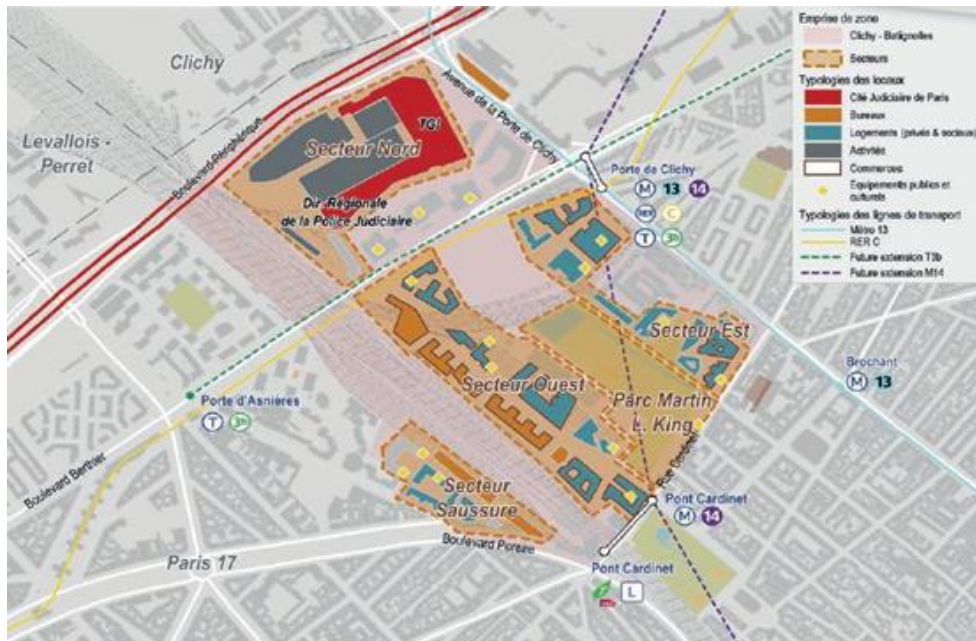 Clichy
Levallois -
Perret
Boulevard Périphérique
Avenue de la Porte de Clichy
Secteur Nord
TGI
Dir. Régionale
de la Police Judiciaire
Porte de Clichy
M 13 14
RER C
T 3b
Secteur Est
Secteur Ouest
Parc Martin
L. King
Brochant
M 13
Porte d'Asnières
T 3b
Boulevard Berthier
Secteur
Saussure
Rue Cardinet
Pont Cardinet
M 14
Boulevard Pereire
Paris 17
Pont Cardinet
L
Emprise de zone
Clichy - Batignolles
Secteurs
Typologies des locaux
Cité Judiciaire de Paris
Bureaux
Logements (privés & sociaux)
Activités
Commerces
Equipements publics et
culturels
Typologies des lignes de transport
Métro 13
RER C
Future extension T3b
Future extension M14